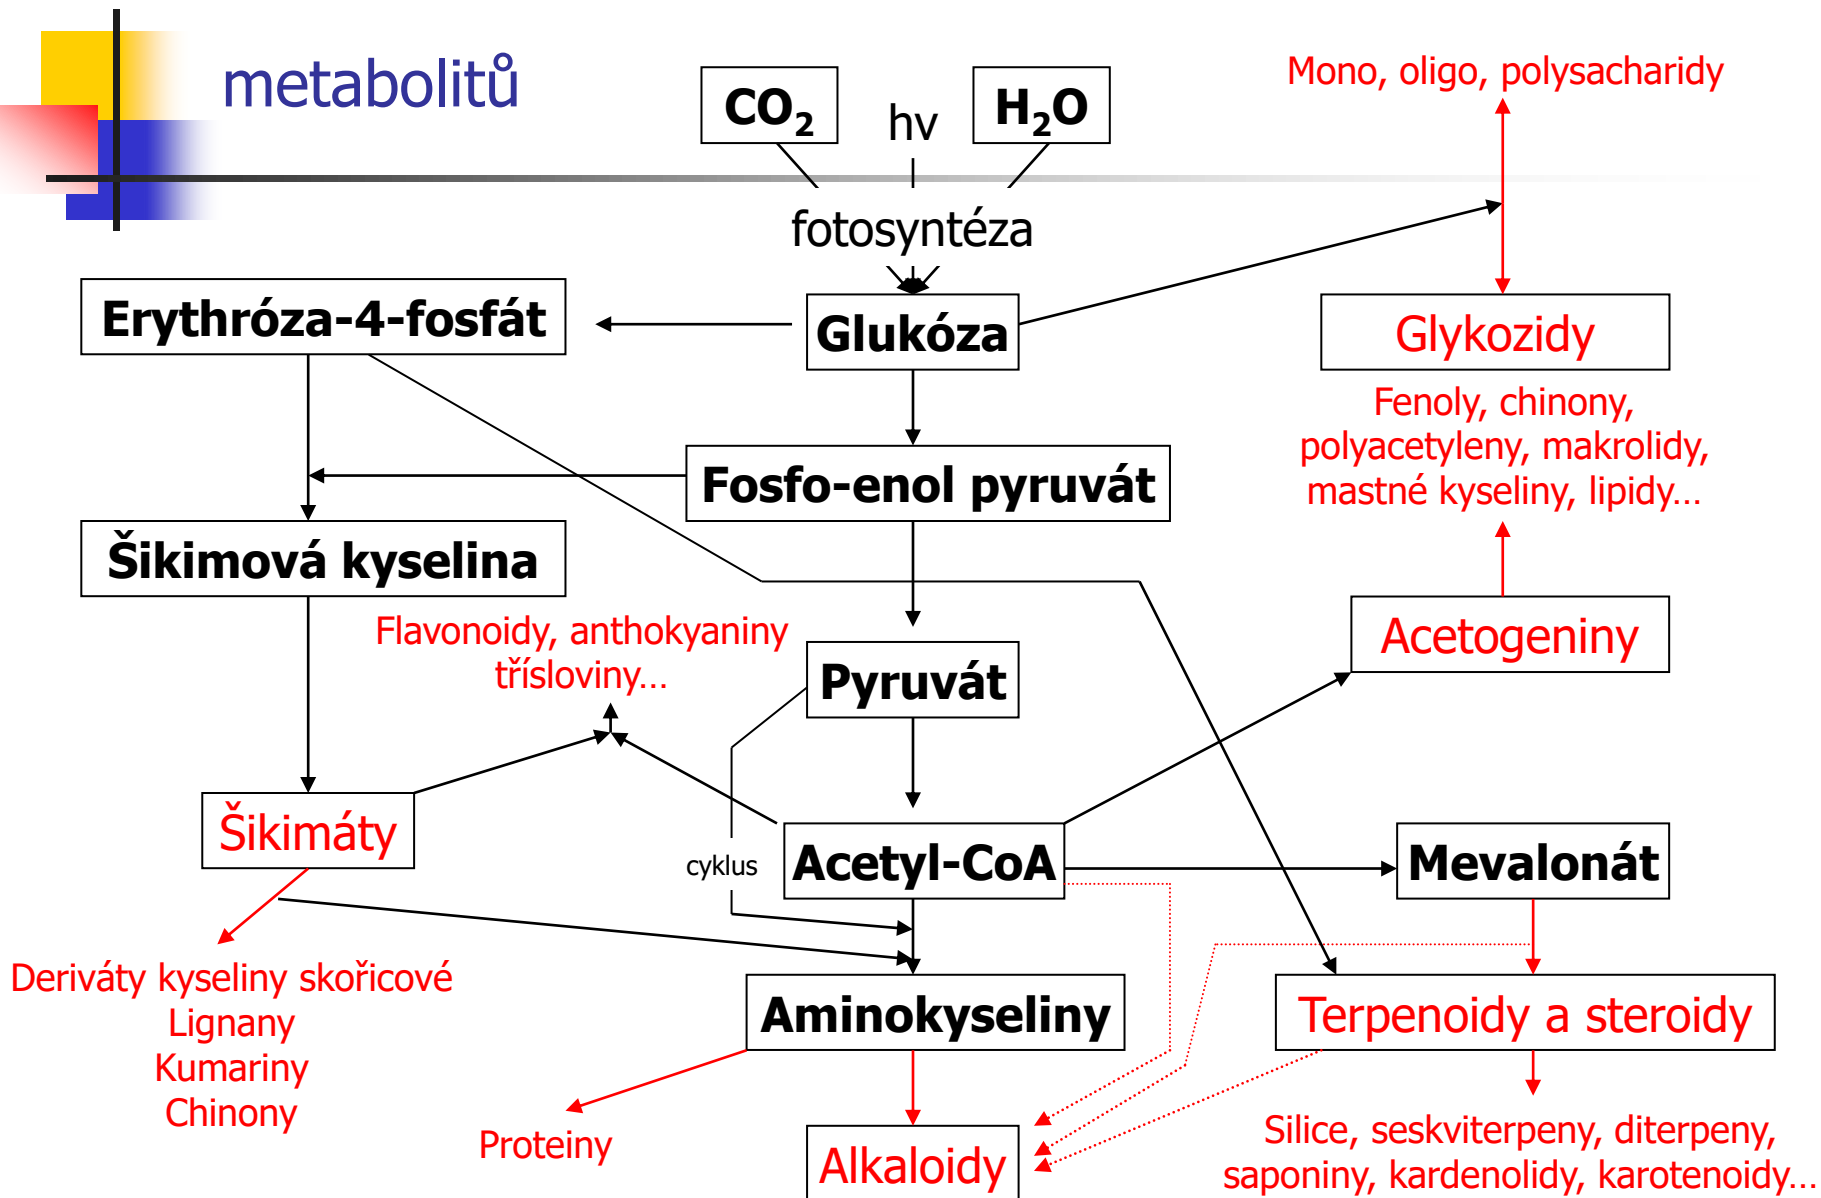 metabolitů
CO2
hv
H2O
Mono, oligo, polysacharidy
fotosyntéza
Erythróza-4-fosfát
Glukóza
Glykozidy
Fenoly, chinony,
polyacetyleny, makrolidy,
mastné kyseliny, lipidy...
Fosfo-enol pyruvát
Šikimová kyselina
Flavonoidy, anthokyaniny
třísloviny...
Acetogeniny
Pyruvát
Šikimáty
cyklus
Acetyl-CoA
Mevalonát
Deriváty kyseliny skořicové
Lignany
Kumariny
Chinony
Aminokyseliny
Terpenoidy a steroidy
Proteiny
Alkaloidy
Silice, seskviterpeny, diterpeny,
saponiny, kardenolidy, karotenoidy...